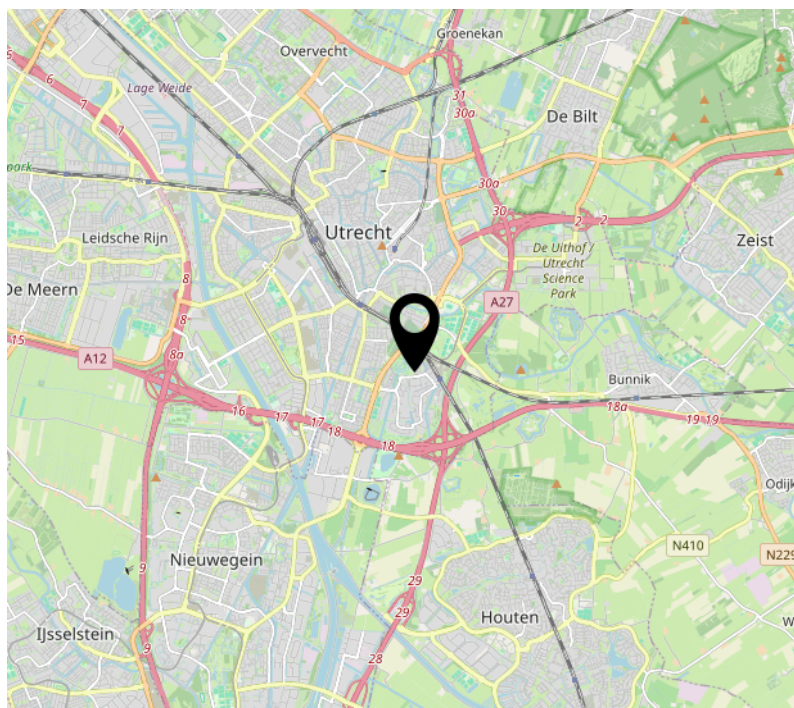 Groenekan
Overvecht
5
6
Lage Weide
7
31
30a
De Bilt
7
park
30a
30
2
2
Utrecht
Leidsche Rijn
De Uithof /
Utrecht
Science
Park
Zeist
8
De Meern
A27
8
15
8a
A12
Bunnik
16
17
17
18
18a
19
19
18
Odijk
N410
N229
Nieuwegein
9
29
29
Houten
IJsselstein
W
9
28